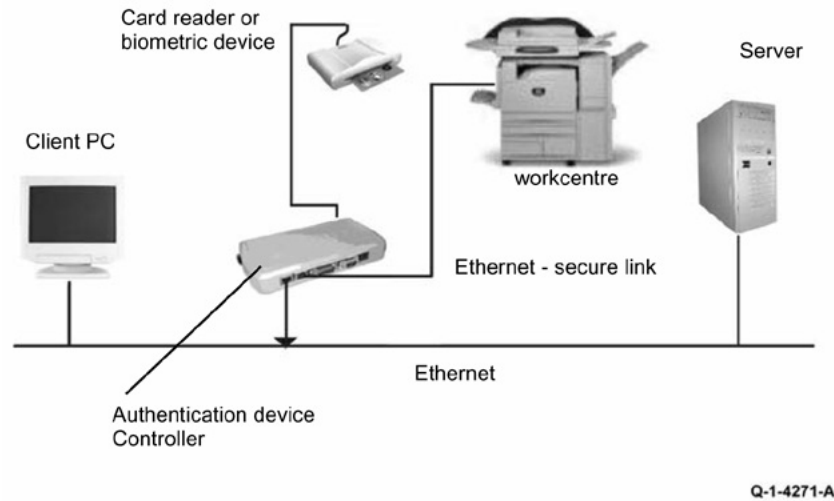 Card reader or
biometric device
Server
Client PC
workcentre
Ethernet - secure link
Ethernet
Authentication device
Controller
Q-1-4271-A